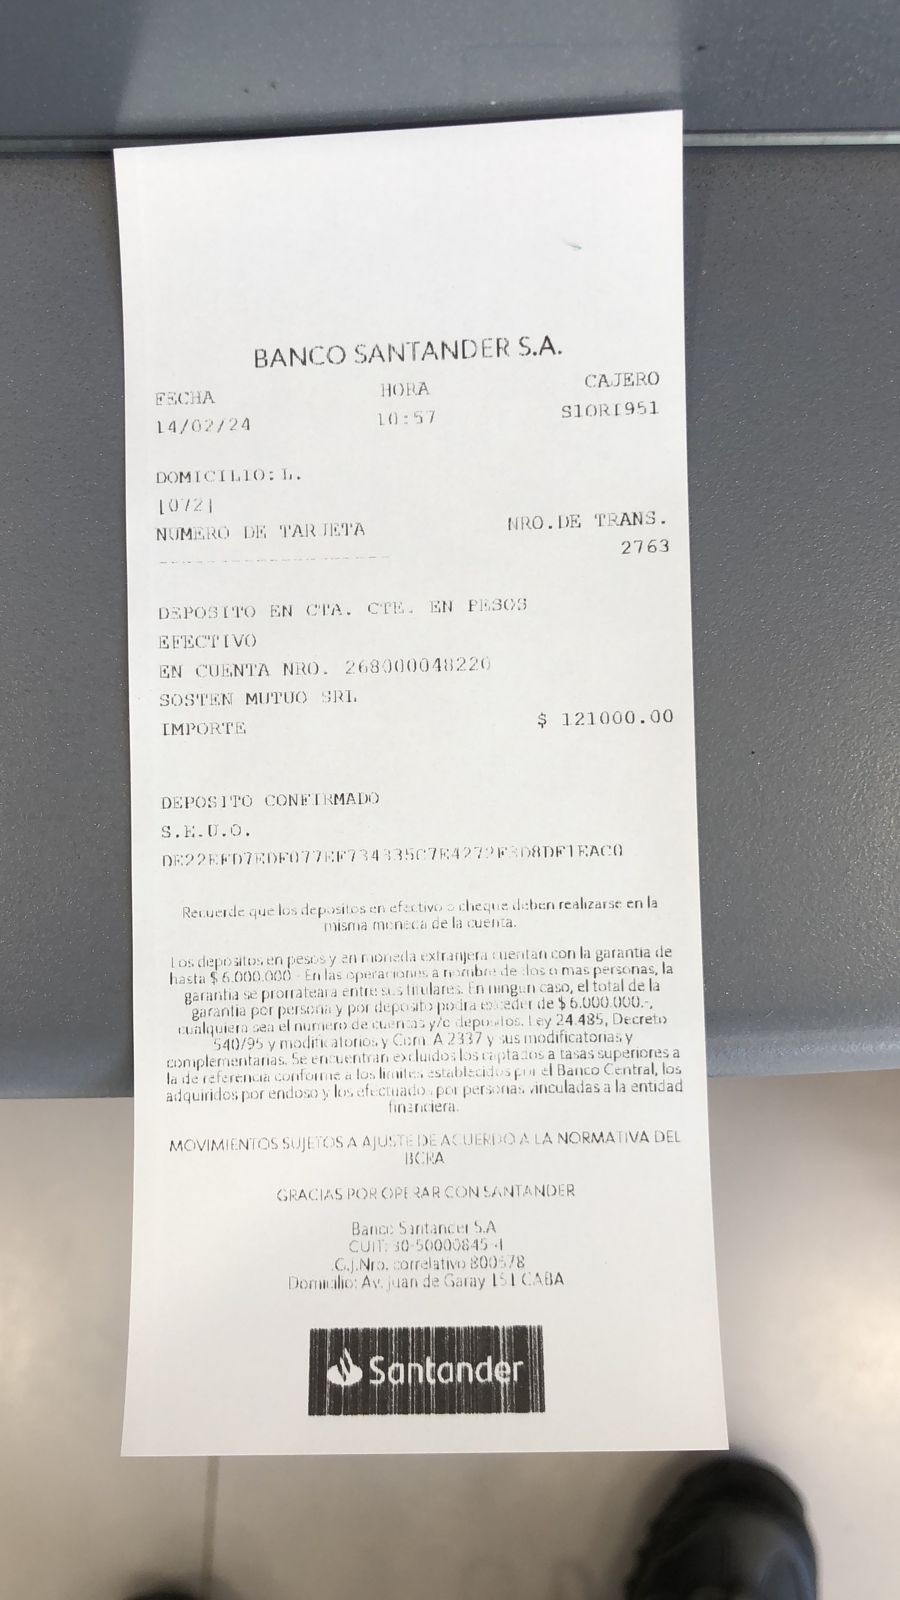 BANCO SANTANDER S.A.
FECHA HORA CAJERO
14/02/24 10:57 S1ORI951
DOMICILIO: L.
[072]
NUMERO DE TARJETA NRO.DE TRANS.
2763
--------------------
DEPOSITO EN CTA. CTE. EN PESOS
EFECTIVO
EN CUENTA NRO. 268000048220
SOSTEN MUTUO SRL
IMPORTE $ 121000.00
DEPOSITO CONFIRMADO
S.E.U.O.
Recuerde que los depositos en efectivo o cheque deben realizarse en la
misma moneda de la cuenta.
Los depositos en pesos y en moneda extranjera cuentan con la garantia de
hasta $ 6.000.000 - En las operaciones a nombre de dos o mas personas, la
garantia se prorrateara entre sus titulares. En ningun caso, el total de la
garantia por persona y por deposito podra exceder de $ 6.000.000.-,
cualquiera sea el numero de cuentas y/o depositos. Ley 24.485, Decreto
540/95 y modificatorios y Com. A 2337 y sus modificatorias y
complementarias. Se encuentran excluidos los captados a tasas superiores a
la de referencia conforme a los limites establecidos por el Banco Central, los
adquiridos por endoso y los efectuados por personas vinculadas a la entidad
financiera.
MOVIMIENTOS SUJETOS A AJUSTE DE ACUERDO A LA NORMATIVA DEL
BCRA
GRACIAS POR OPERAR CON SANTANDER
Banco Santander S.A
CUIT: 30-50000845-4
I.G.J.Nro. correlativo 800678
Domicilio: Av. Juan de Garay 151 CABA
Santander